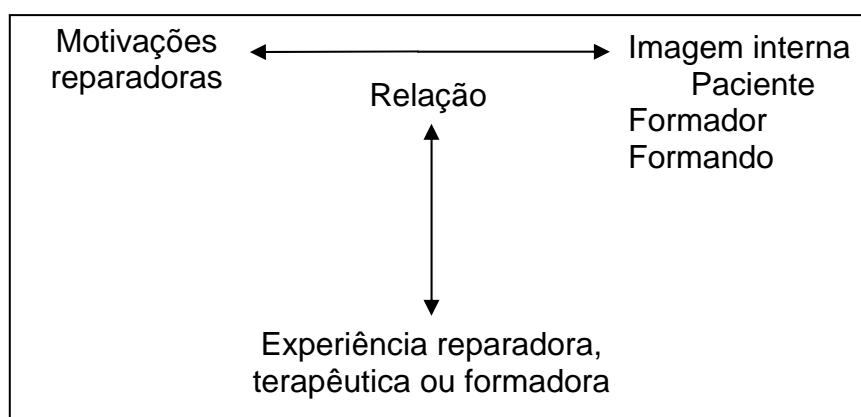 Motivações
reparadoras
Relação
Imagem interna
Paciente
Formador
Formando
Experiência reparadora,
terapêutica ou formadora